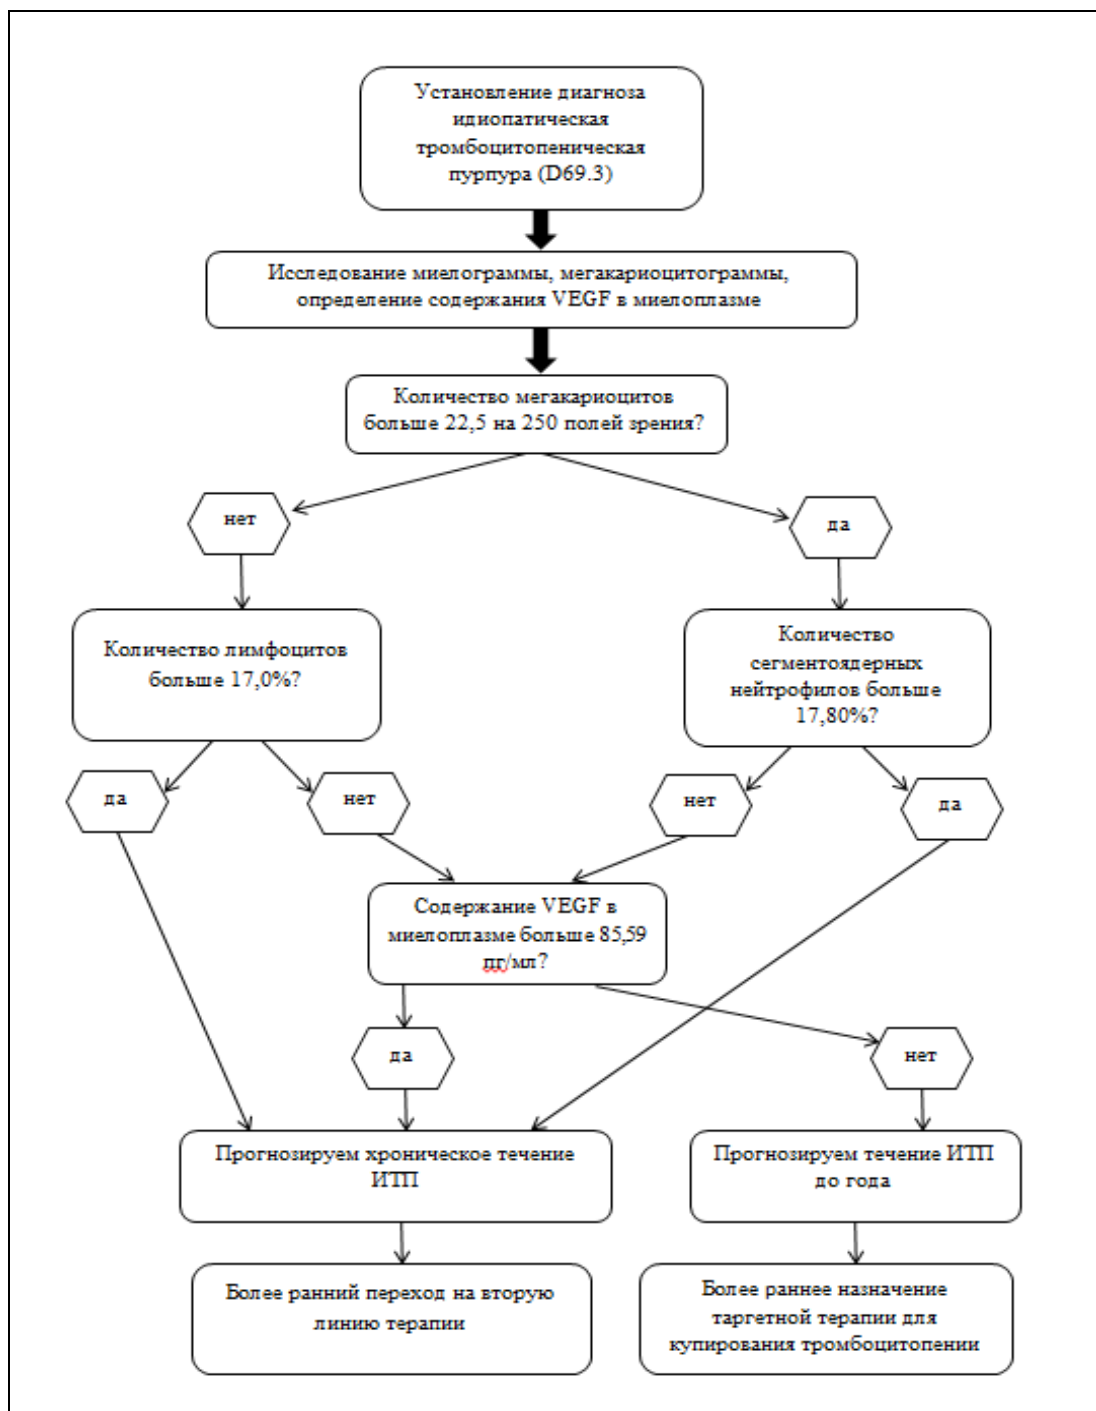 Установление диагноза
идиопатическая
тромбоцитопеническая
пурпура (D69.3)
Исследование миелограммы, мегакариоцитограммы,
определение содержания VEGF в миелоплазме
Количество мегакариоцитов
больше 22,5 на 250 полей зрения?
нет
да
Количество лимфоцитов
больше 17,0%?
Количество
сегментоядерных
нейтрофилов больше
17,80%?
да
нет
нет
да
Содержание VEGF в
миелоплазме больше 85,59
пг/мл?
да
нет
Прогнозируем хроническое течение
ИТП
Прогнозируем течение ИТП
до года
Более ранний переход на вторую
линию терапии
Более раннее назначение
таргетной терапии для
купирования тромбоцитопении